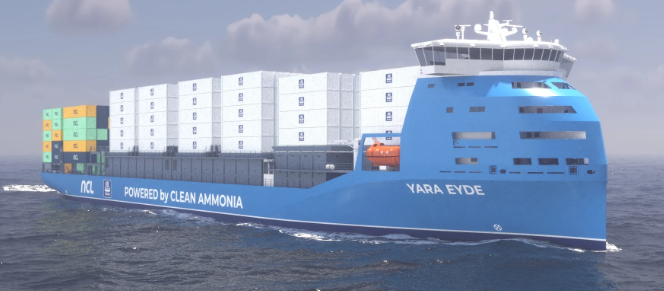 YARA EYDE
ncl
POWERED by CLEAN AMMONIA